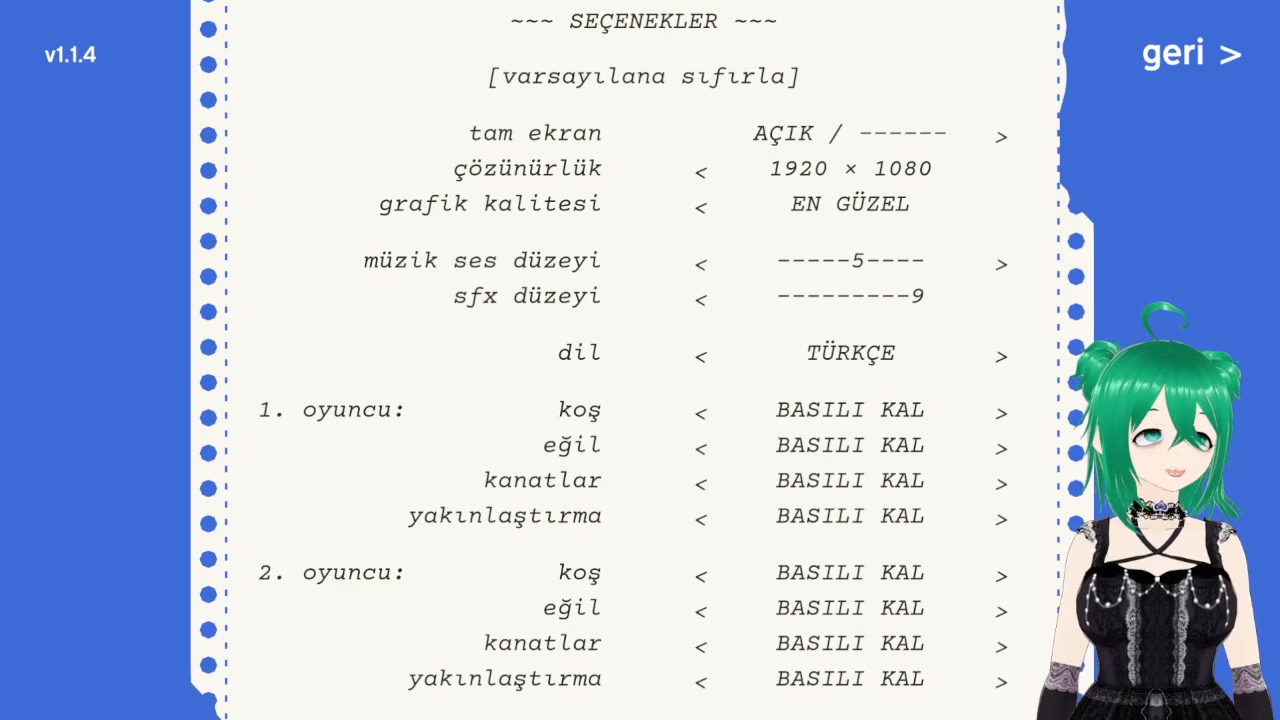 ~~~ SEÇENEKLER ~~~
v1.1.4
geri >
[varsayılana sıfırla]
tam ekran AÇIK / ------ >
çözünürlük < 1920 × 1080
grafik kalitesi < EN GÜZEL
müzik ses düzeyi < -----5---- >
sfx düzeyi < ---------9
dil < TÜRKÇE >
1. oyuncu: koş < BASILI KAL >
eğil < BASILI KAL >
kanatlar < BASILI KAL >
yakınlaştırma < BASILI KAL >
2. oyuncu: koş < BASILI KAL >
eğil < BASILI KAL >
kanatlar < BASILI KAL >
yakınlaştırma < BASILI KAL >